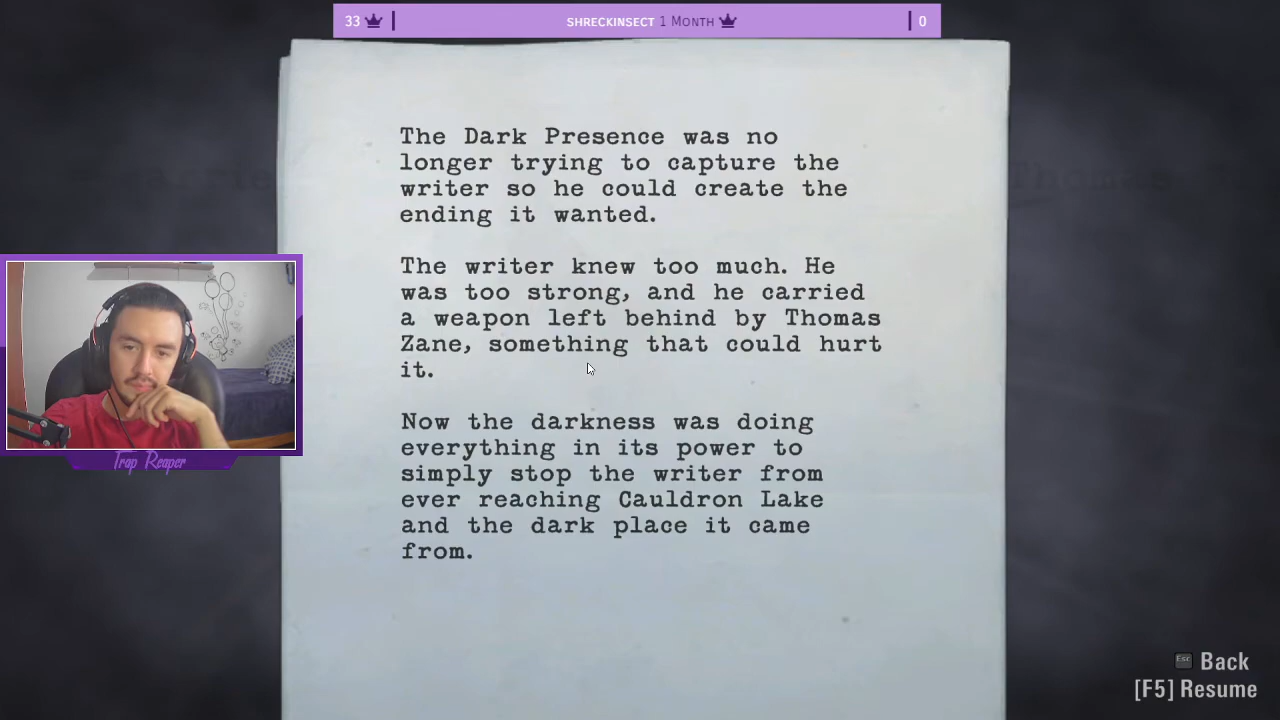 33 SHRECKINSECT 1 MONTH 0
The Dark Presence was no
longer trying to capture the
writer so he could create the
ending it wanted.
The writer knew too much. He
was too strong, and he carried
a weapon left behind by Thomas
Zane, something that could hurt
it.
Now the darkness was doing
everything in its power to
simply stop the writer from
ever reaching Cauldron Lake
and the dark place it came
from.
Thomas
Trap Reaper
Esc Back
[F5] Resume